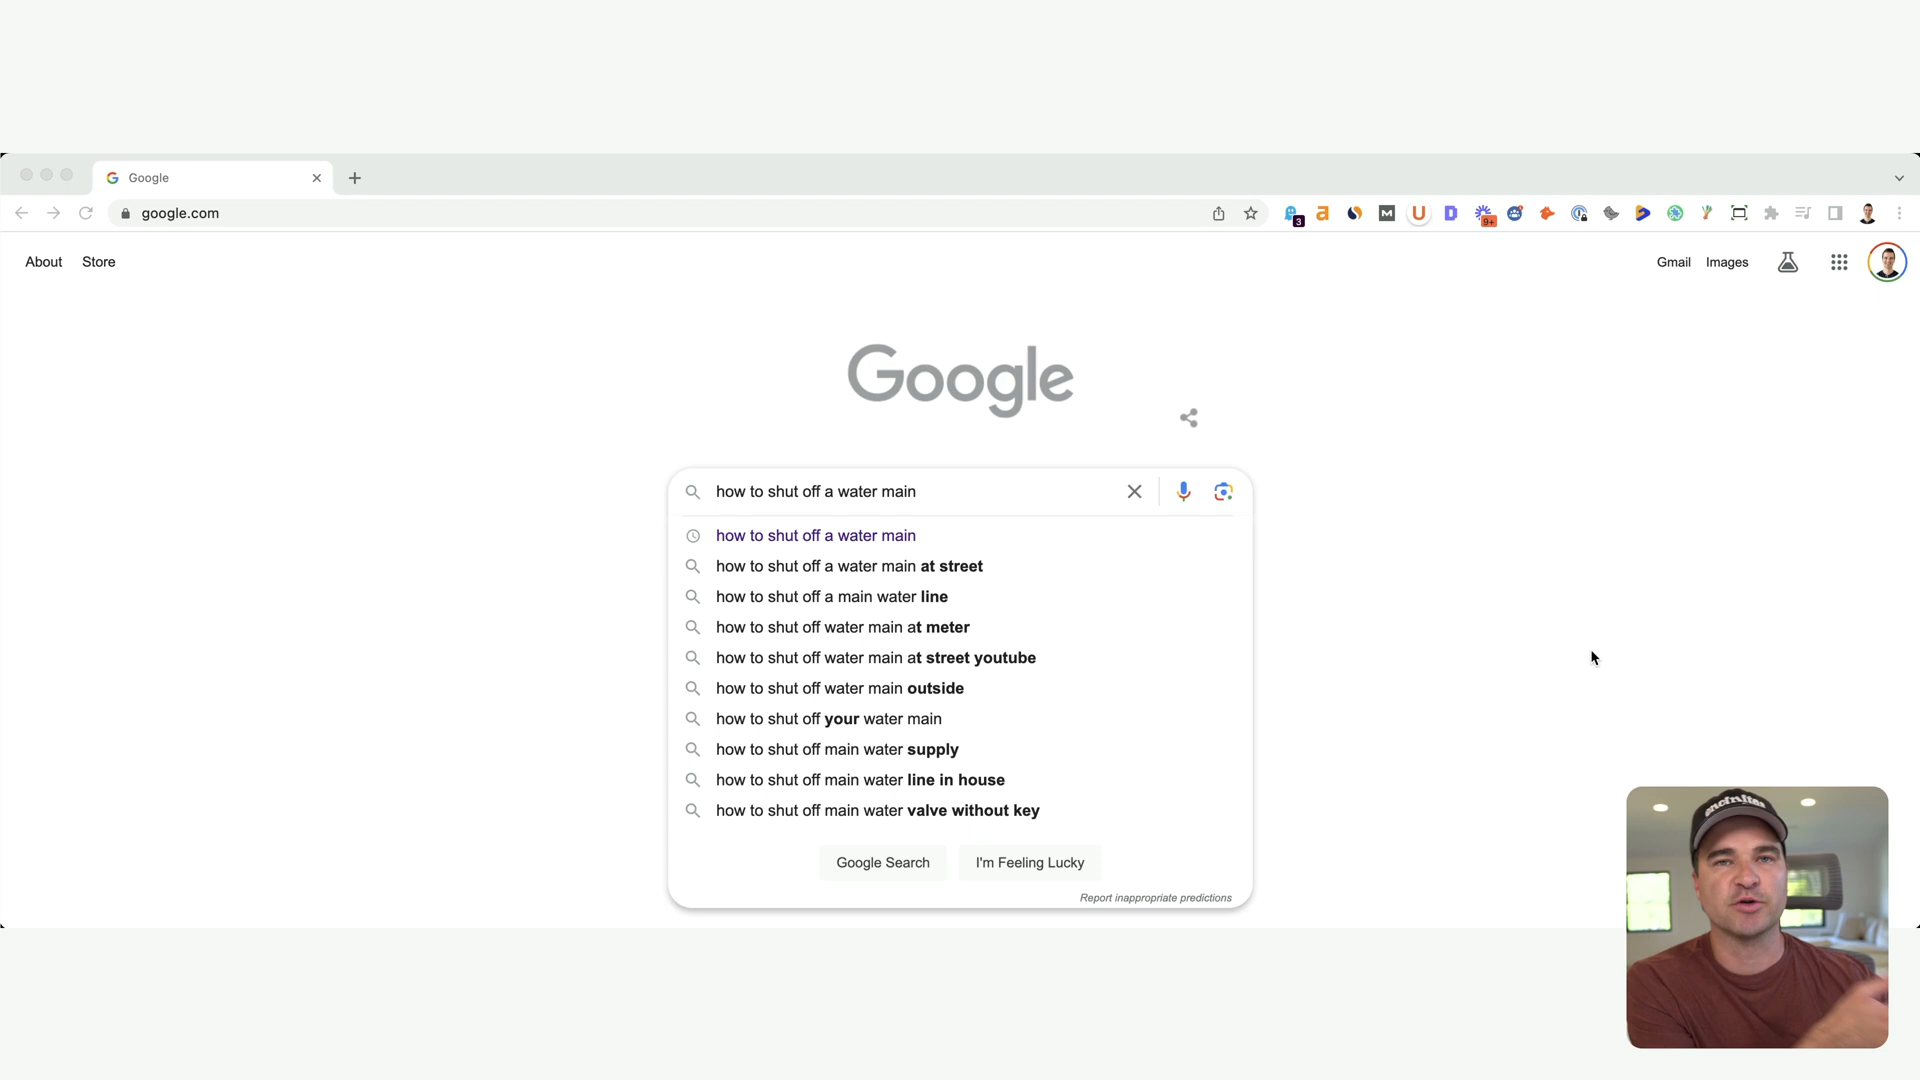 Google
google.com
3
9+
About Store
Gmail Images
Google
how to shut off a water main
how to shut off a water main
how to shut off a water main at street
how to shut off a main water line
how to shut off water main at meter
how to shut off water main at street youtube
how to shut off water main outside
how to shut off your water main
how to shut off main water supply
how to shut off main water line in house
how to shut off main water valve without key
Google Search I'm Feeling Lucky
Report inappropriate predictions
encinitas